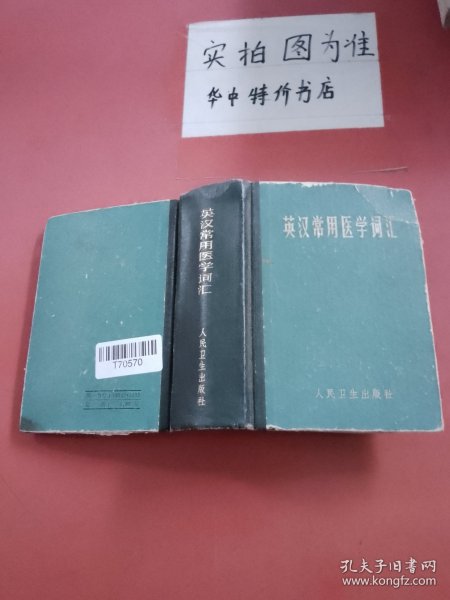 实拍 图为准
华中特价书店
英汉常用医学词汇
人民卫生出版社
英汉常用医学词汇
人民卫生出版社
T70570
孔夫子旧书网
www.kongfz.com